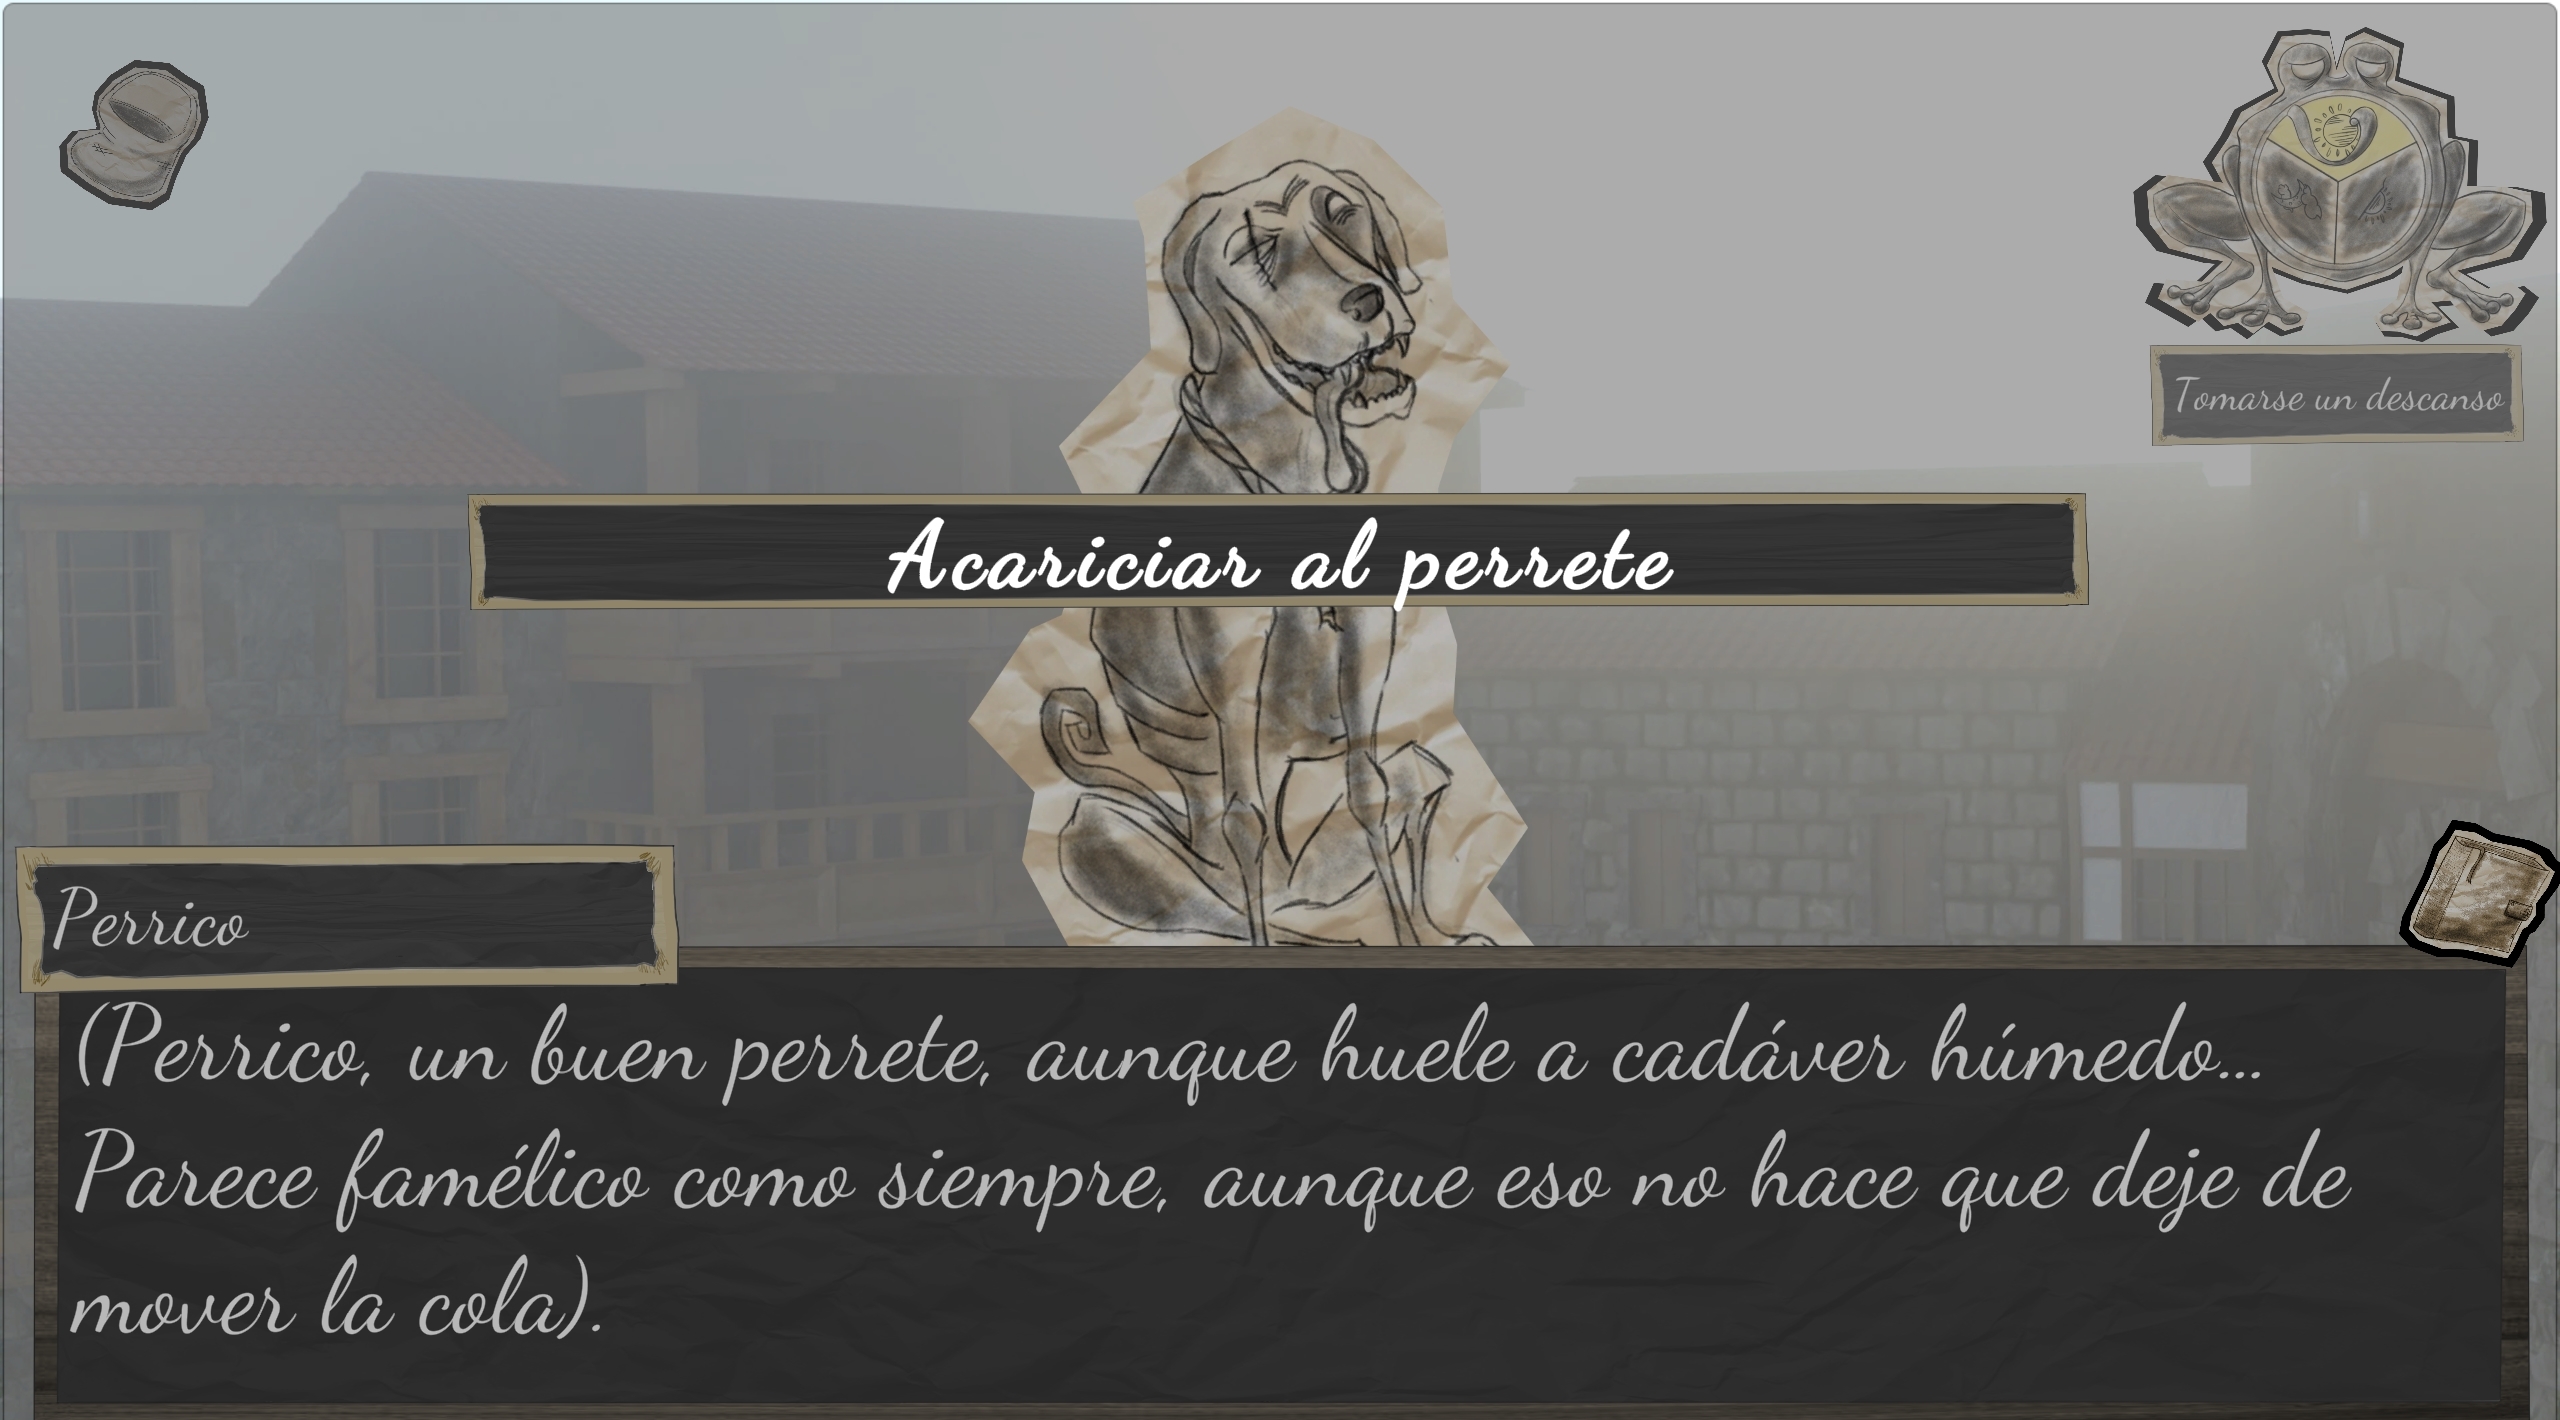 Tomarse un descanso
Acariciar al perrete
Perrico
(Perrico, un buen perrete, aunque huele a cadáver húmedo...
Parece famélico como siempre, aunque eso no hace que deje de
mover la cola).